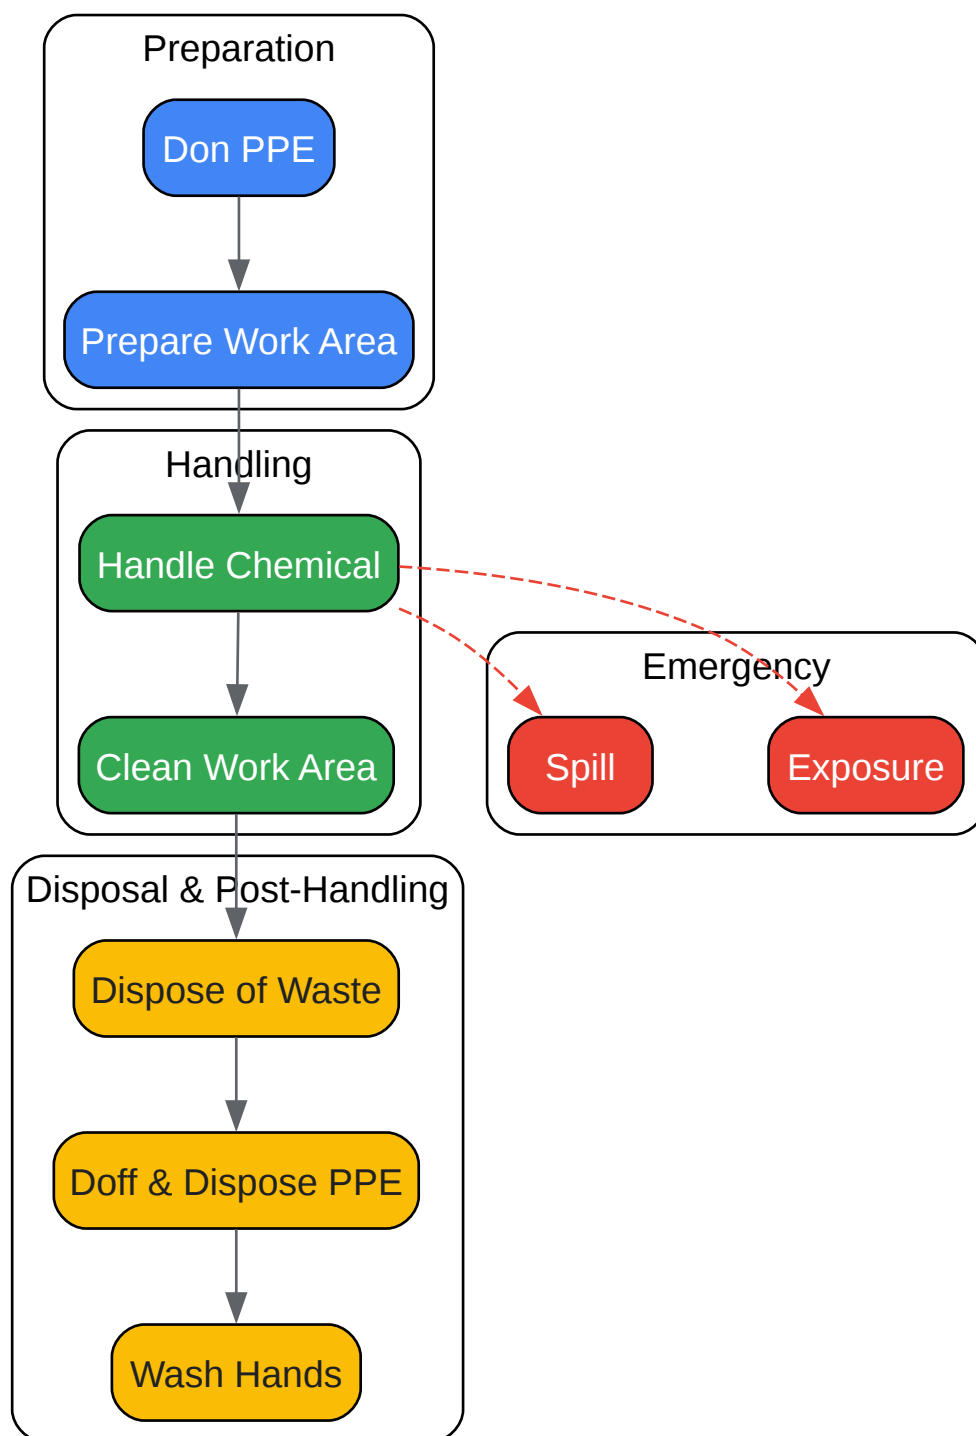 Preparation
Don PPE
Prepare Work Area
Handling
Handle Chemical
Clean Work Area
Emergency
Spill
Exposure
Disposal & Post-Handling
Dispose of Waste
Doff & Dispose PPE
Wash Hands